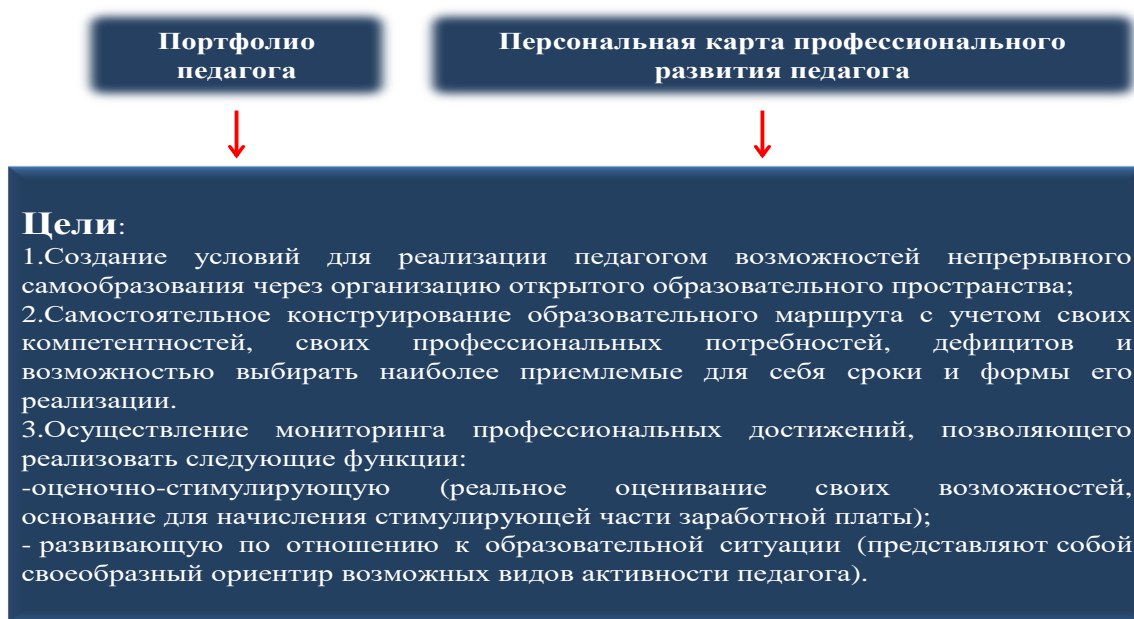 Портфолио
педагога
Персональная карта профессионального
развития педагога
Цели:
1.Создание условий для реализации педагогом возможностей непрерывного
самообразования через организацию открытого образовательного пространства;
2.Самостоятельное конструирование образовательного маршрута с учетом своих
компетентностей, своих профессиональных потребностей, дефицитов и
возможностью выбирать наиболее приемлемые для себя сроки и формы его
реализации.
3.Осуществление мониторинга профессиональных достижений, позволяющего
реализовать следующие функции:
-оценочно-стимулирующую (реальное оценивание своих возможностей,
основание для начисления стимулирующей части заработной платы);
- развивающую по отношению к образовательной ситуации (представляют собой
своеобразный ориентир возможных видов активности педагога).